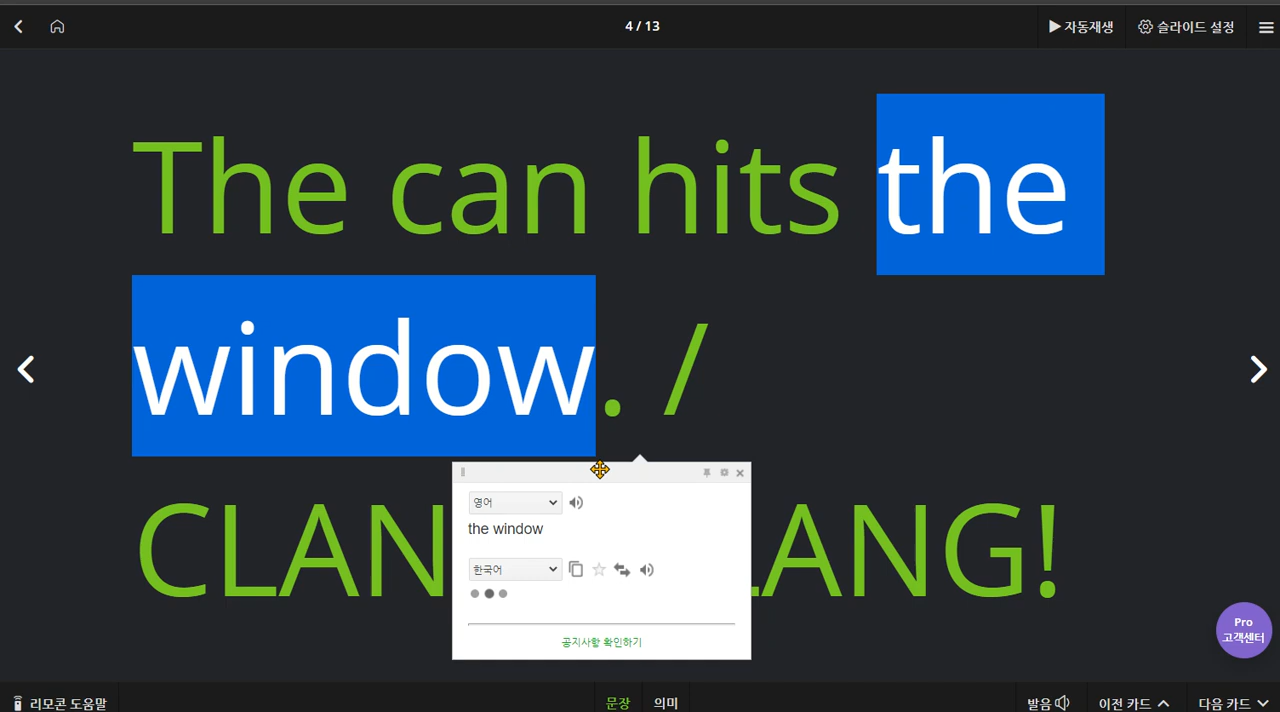 4 / 13
▶ 자동재생
슬라이드 설정
The can hits the
window. /
CLAN LANG!
영어
the window
한국어
공지사항 확인하기
Pro
고객센터
리모콘 도움말
문장
의미
발음
이전 카드
다음 카드